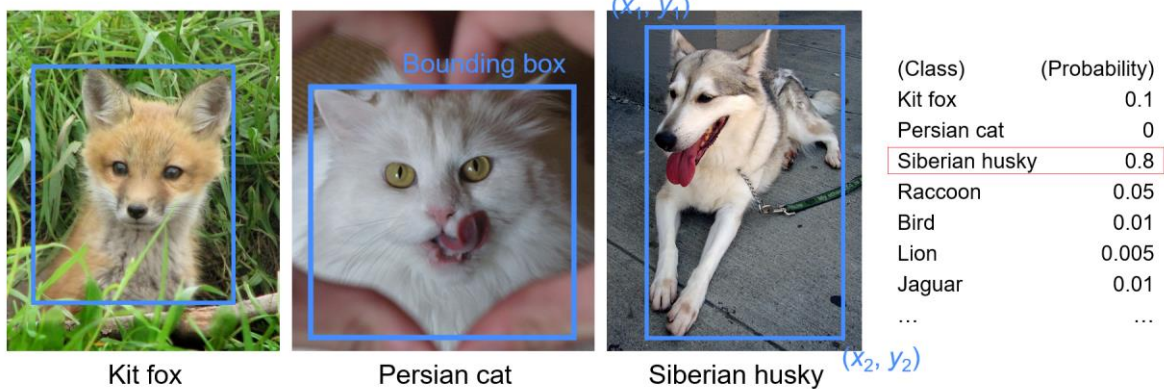 (x₁, y₁)
Bounding box
(x₂, y₂)
Kit fox
Persian cat
Siberian husky
(Class) (Probability)
Kit fox 0.1
Persian cat 0
Siberian husky 0.8
Raccoon 0.05
Bird 0.01
Lion 0.005
Jaguar 0.01
… …